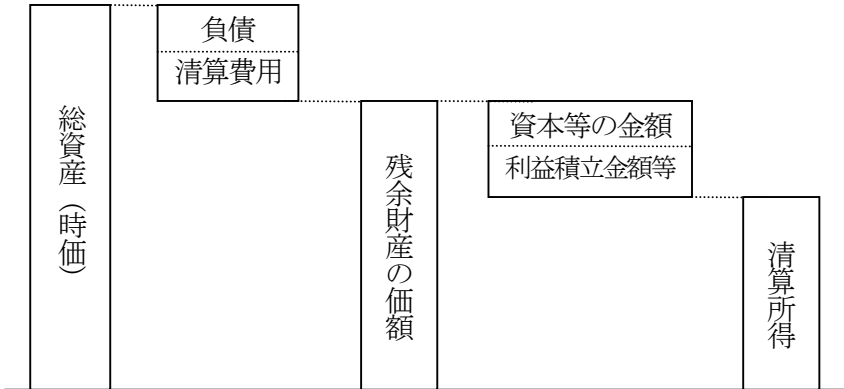 総資産（時価）
負債
清算費用
残余財産の価額
資本等の金額
利益積立金額等
清算所得